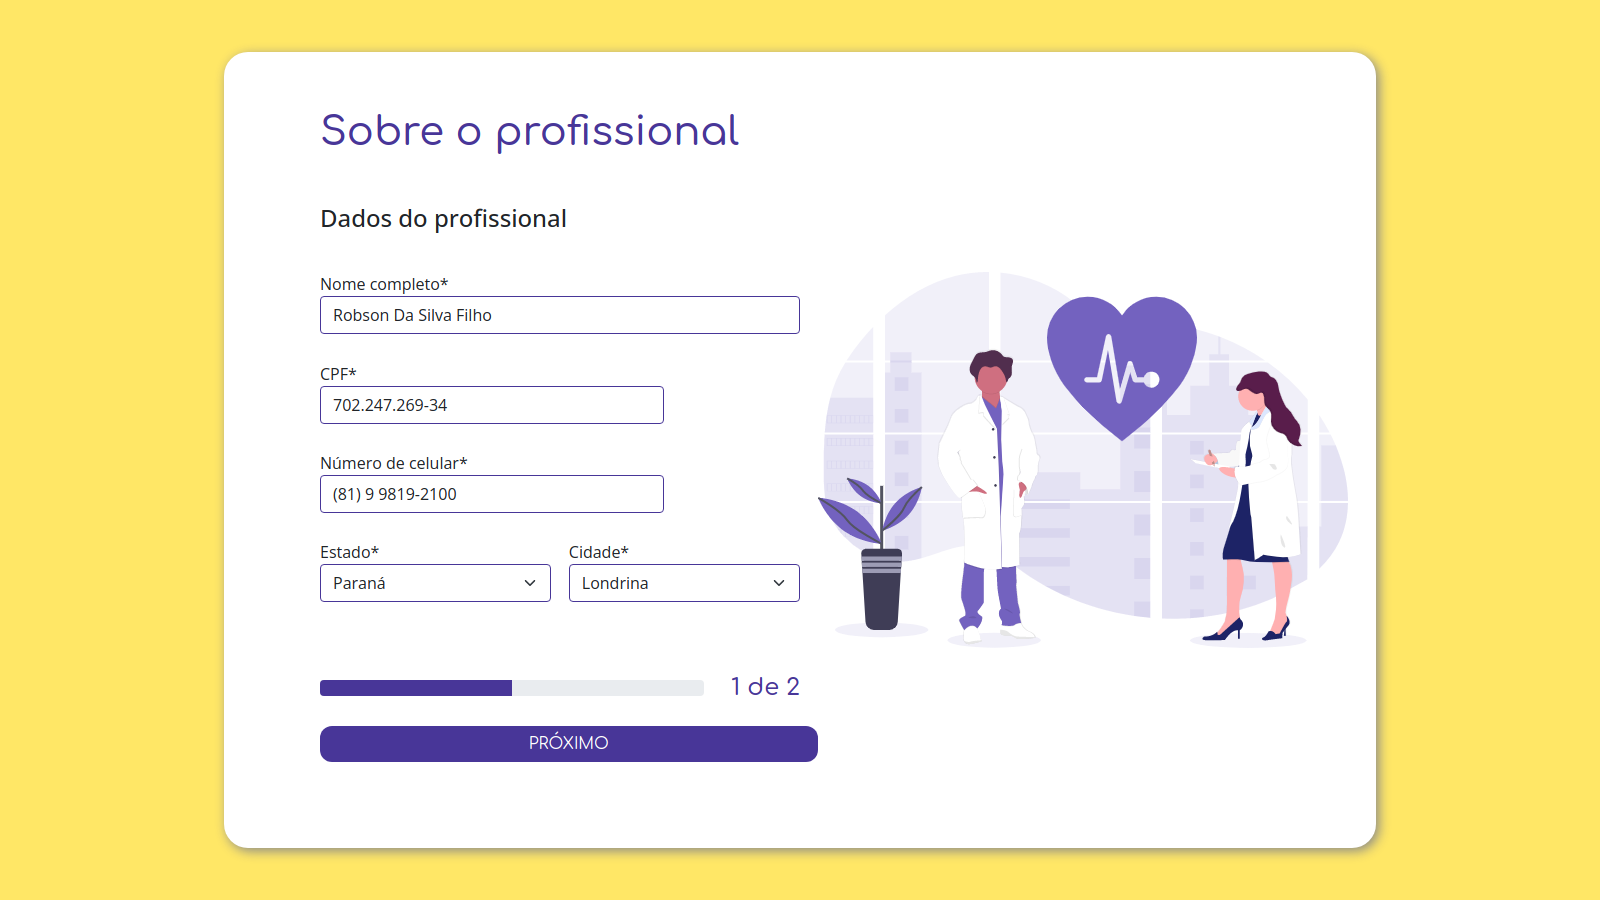 Sobre o profissional
Dados do profissional
Nome completo*
Robson Da Silva Filho
CPF*
702.247.269-34
Número de celular*
(81) 9 9819-2100
Estado* Cidade*
Paraná Londrina
1 de 2
PRÓXIMO